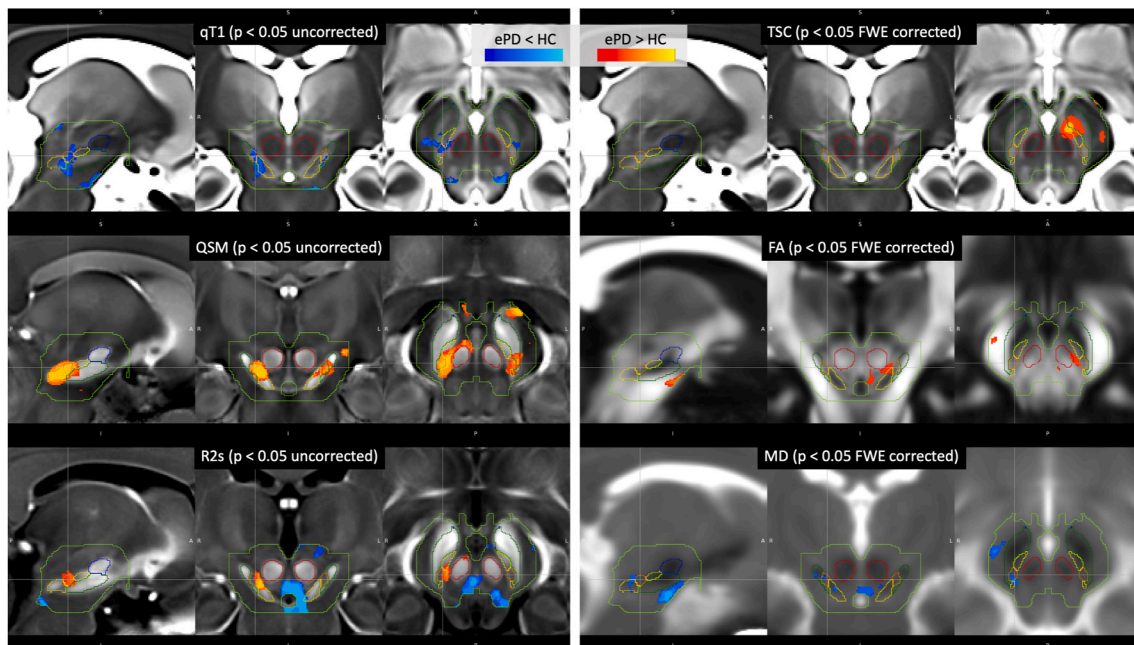 S
S
A
qT1 (p < 0.05 uncorrected)
ePD < HC
ePD > HC
TSC (p < 0.05 FWE corrected)
A R
L R
A R
L R
S
S
A
S
S
A
QSM (p < 0.05 uncorrected)
FA (p < 0.05 FWE corrected)
P
A R
L R
L
F
A R
L R
L
I
I
P
I
I
P
R2s (p < 0.05 uncorrected)
MD (p < 0.05 FWE corrected)
A R
L R
A R
L R